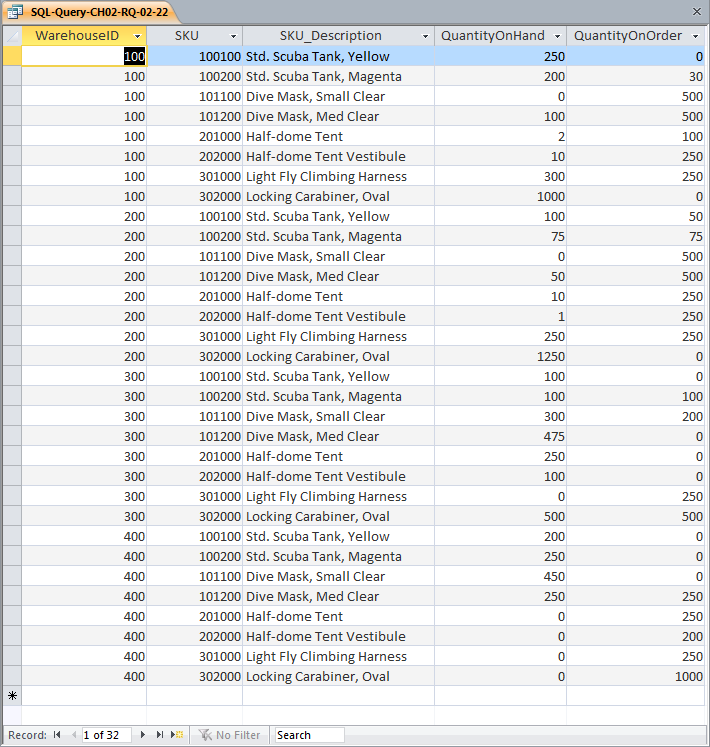 SQL-Query-CH02-RQ-02-22
WarehouseID SKU SKU_Description QuantityOnHand QuantityOnOrder
100 100100 Std. Scuba Tank, Yellow 250 0
100 100200 Std. Scuba Tank, Magenta 200 30
100 101100 Dive Mask, Small Clear 0 500
100 101200 Dive Mask, Med Clear 100 500
100 201000 Half-dome Tent 2 100
100 202000 Half-dome Tent Vestibule 10 250
100 301000 Light Fly Climbing Harness 300 250
100 302000 Locking Carabiner, Oval 1000 0
200 100100 Std. Scuba Tank, Yellow 100 50
200 100200 Std. Scuba Tank, Magenta 75 75
200 101100 Dive Mask, Small Clear 0 500
200 101200 Dive Mask, Med Clear 50 500
200 201000 Half-dome Tent 10 250
200 202000 Half-dome Tent Vestibule 1 250
200 301000 Light Fly Climbing Harness 250 250
200 302000 Locking Carabiner, Oval 1250 0
300 100100 Std. Scuba Tank, Yellow 100 0
300 100200 Std. Scuba Tank, Magenta 100 100
300 101100 Dive Mask, Small Clear 300 200
300 101200 Dive Mask, Med Clear 475 0
300 201000 Half-dome Tent 250 0
300 202000 Half-dome Tent Vestibule 100 0
300 301000 Light Fly Climbing Harness 0 250
300 302000 Locking Carabiner, Oval 500 500
400 100100 Std. Scuba Tank, Yellow 200 0
400 100200 Std. Scuba Tank, Magenta 250 0
400 101100 Dive Mask, Small Clear 450 0
400 101200 Dive Mask, Med Clear 250 250
400 201000 Half-dome Tent 0 250
400 202000 Half-dome Tent Vestibule 0 200
400 301000 Light Fly Climbing Harness 0 250
400 302000 Locking Carabiner, Oval 0 1000
Record: 1 of 32 No Filter Search